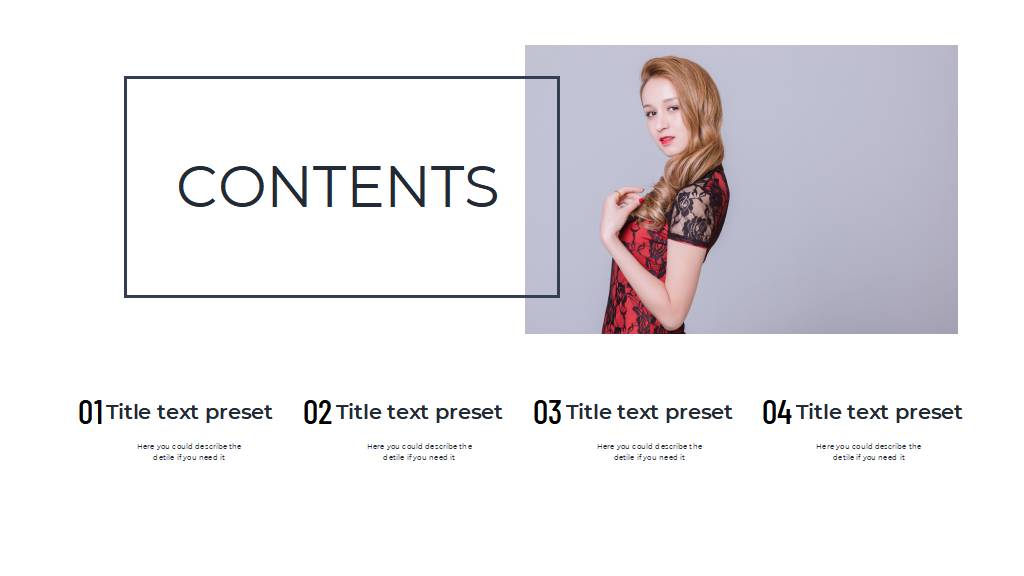 CONTENTS
01 Title text preset
Here you could describe the
detile if you need it
02 Title text preset
Here you could describe the
detile if you need it
03 Title text preset
Here you could describe the
detile if you need it
04 Title text preset
Here you could describe the
detile if you need it